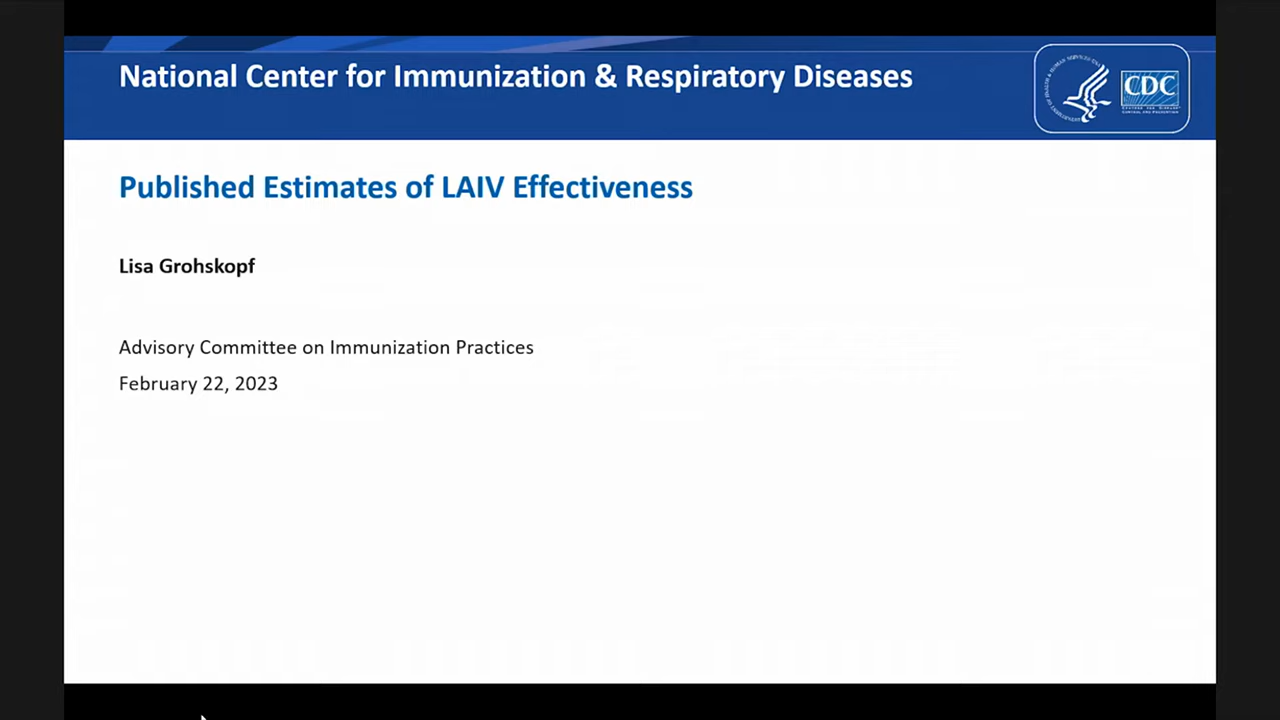 National Center for Immunization & Respiratory Diseases
CDC
Published Estimates of LAIV Effectiveness
Lisa Grohskopf
Advisory Committee on Immunization Practices
February 22, 2023